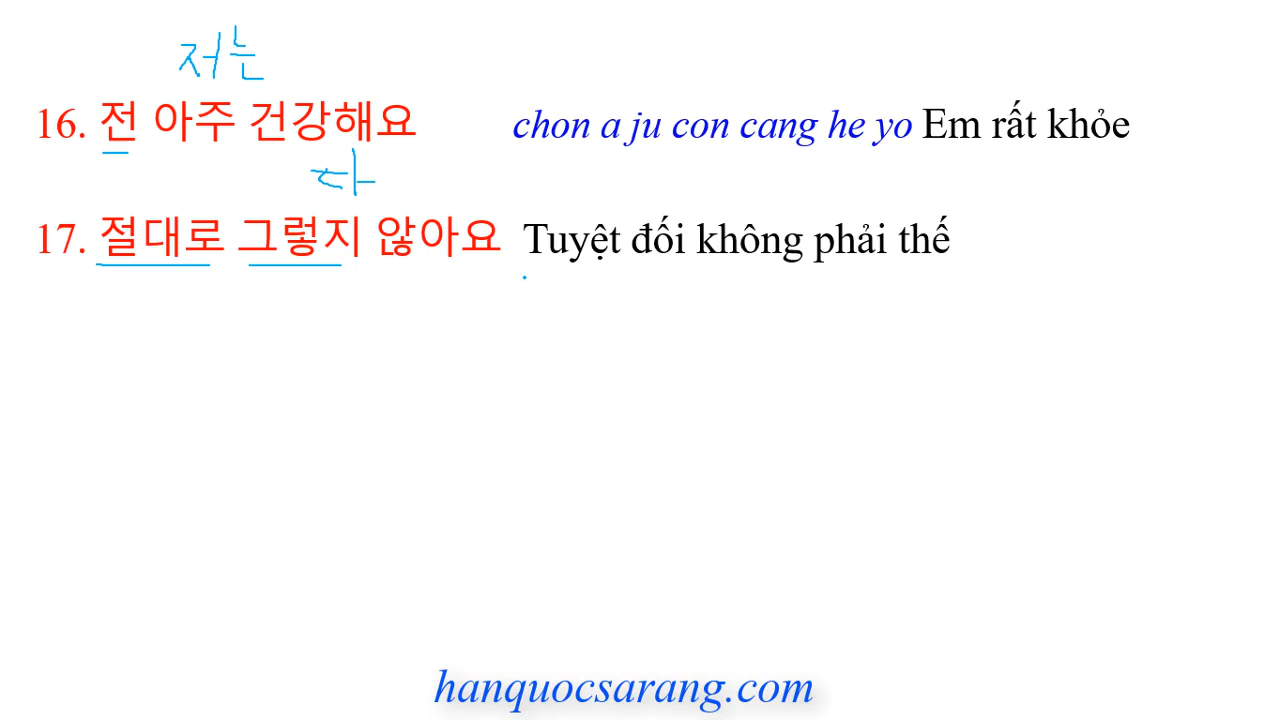 저는
16. 전 아주 건강해요 chon a ju con cang he yo Em rất khỏe
다
17. 절대로 그렇지 않아요 Tuyệt đối không phải thế
hanquocsarang.com